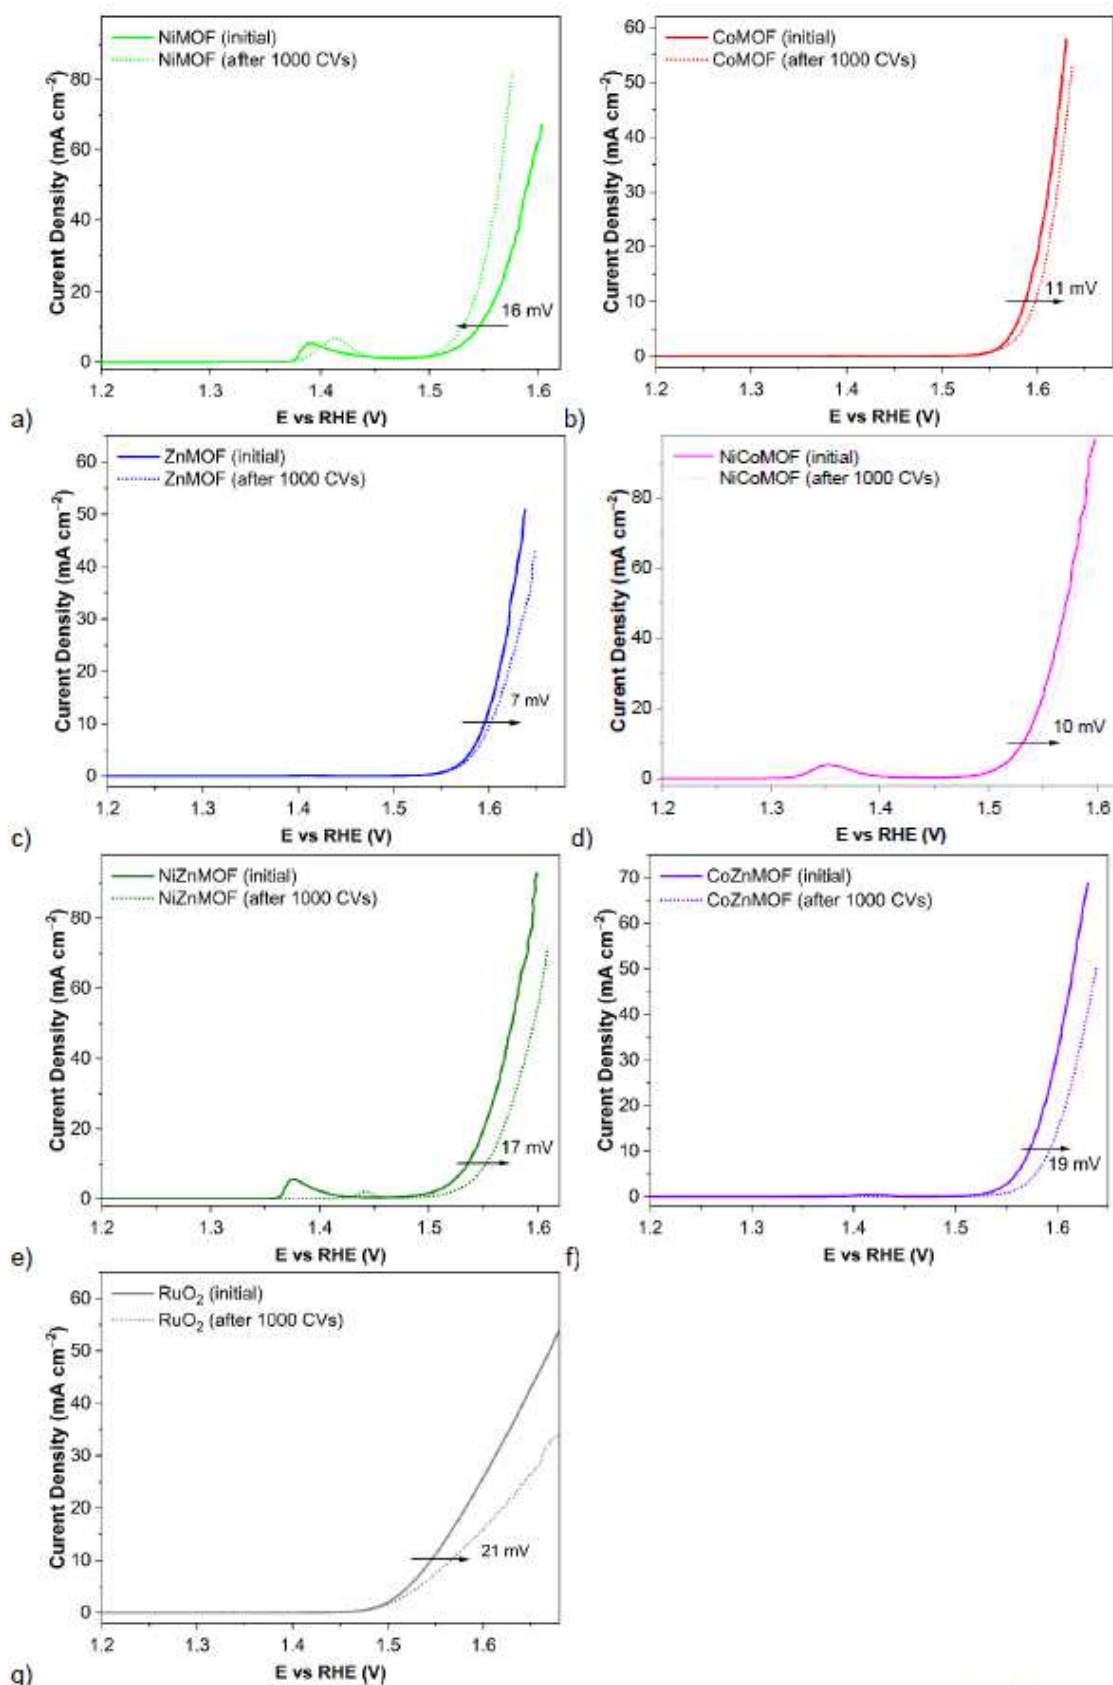 NiMOF (initial)
NiMOF (after 1000 CVs)
80
60
40
20
0
16 mV
1.2 1.3 1.4 1.5 1.6
Curent Density (mA cm⁻²)
E vs RHE (V)
a)
CoMOF (initial)
CoMOF (after 1000 CVs)
60
50
40
30
20
10
0
11 mV
1.2 1.3 1.4 1.5 1.6
Curent Density (mA cm⁻²)
E vs RHE (V)
b)
ZnMOF (initial)
ZnMOF (after 1000 CVs)
60
50
40
30
20
10
0
7 mV
1.2 1.3 1.4 1.5 1.6
Curent Density (mA cm⁻²)
E vs RHE (V)
c)
NiCoMOF (initial)
NiCoMOF (after 1000 CVs)
80
60
40
20
0
10 mV
1.2 1.3 1.4 1.5 1.6
Curent Density (mA cm⁻²)
E vs RHE (V)
d)
NiZnMOF (initial)
NiZnMOF (after 1000 CVs)
80
60
40
20
0
17 mV
1.2 1.3 1.4 1.5 1.6
Curent Density (mA cm⁻²)
E vs RHE (V)
e)
CoZnMOF (initial)
CoZnMOF (after 1000 CVs)
70
60
50
40
30
20
10
0
19 mV
1.2 1.3 1.4 1.5 1.6
Curent Density (mA cm⁻²)
E vs RHE (V)
f)
RuO₂ (initial)
RuO₂ (after 1000 CVs)
60
50
40
30
20
10
0
21 mV
1.2 1.3 1.4 1.5 1.6
Curent Density (mA cm⁻²)
E vs RHE (V)
g)